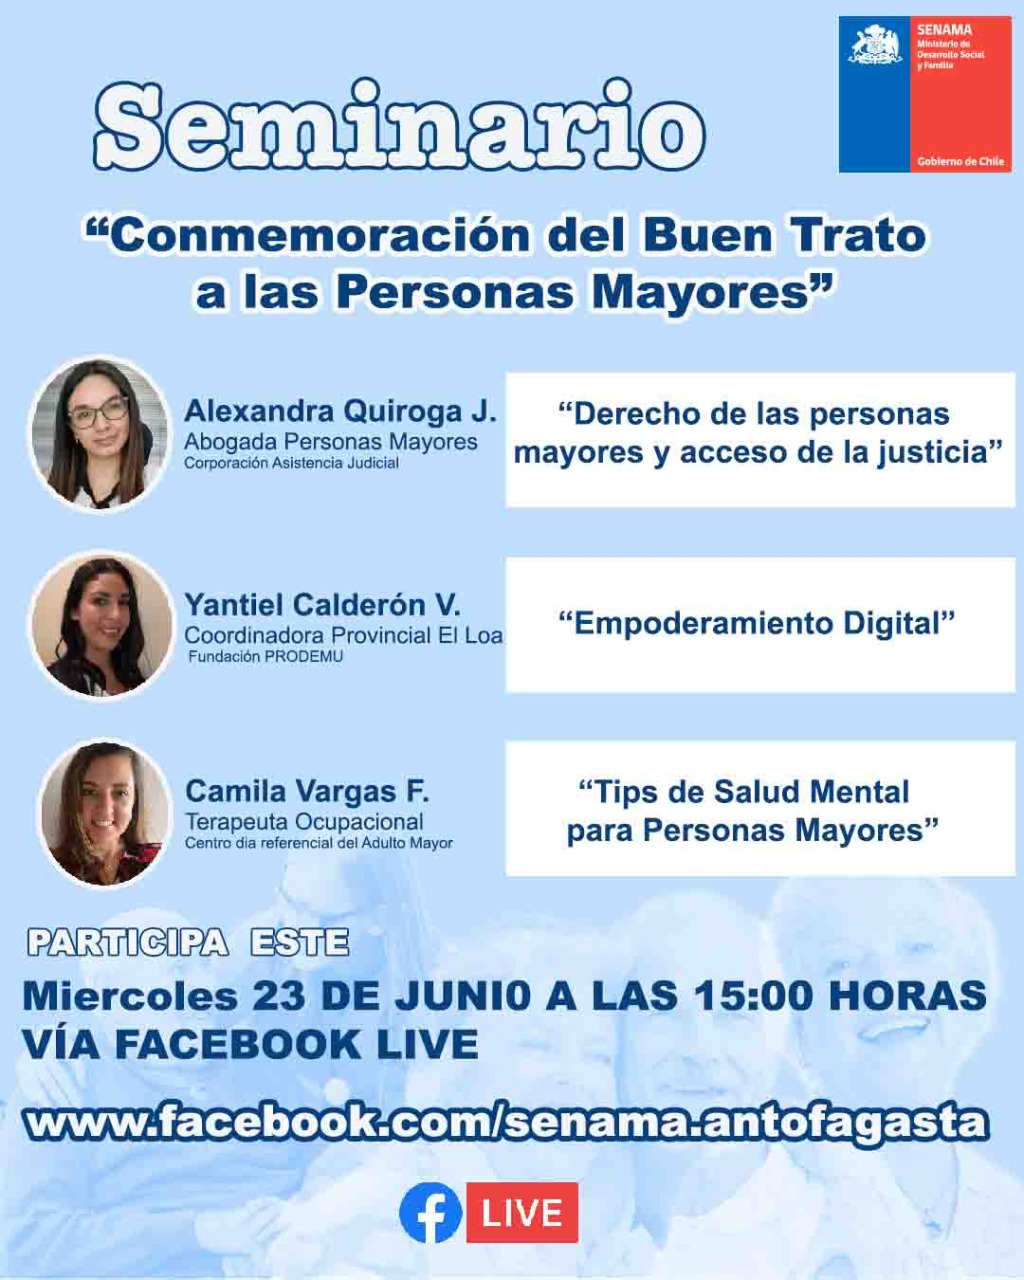 SENAMA
Ministerio de
Desarrollo Social
y Familia
Gobierno de Chile
Seminario
“Conmemoración del Buen Trato
a las Personas Mayores”
Alexandra Quiroga J.
Abogada Personas Mayores
Corporación Asistencia Judicial
“Derecho de las personas
mayores y acceso de la justicia”
Yantiel Calderón V.
Coordinadora Provincial El Loa
Fundación PRODEMU
“Empoderamiento Digital”
Camila Vargas F.
Terapeuta Ocupacional
Centro dia referencial del Adulto Mayor
“Tips de Salud Mental
para Personas Mayores”
PARTICIPA ESTE
Miercoles 23 DE JUNI0 A LAS 15:00 HORAS
VÍA FACEBOOK LIVE
www.facebook.com/senama.antofagasta
LIVE